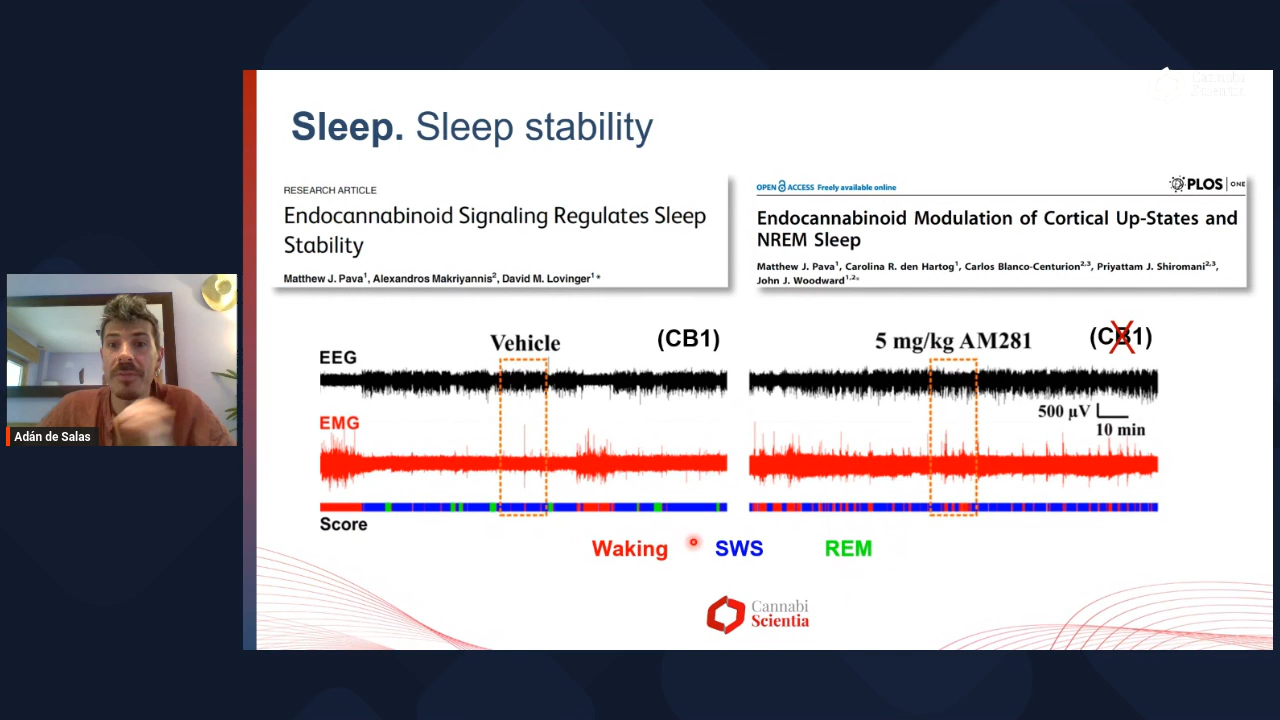 Cannabi
Scientia
Sleep. Sleep stability
RESEARCH ARTICLE
Endocannabinoid Signaling Regulates Sleep
Stability
Matthew J. Pava1, Alexandros Makriyannis2, David M. Lovinger1*
OPEN ACCESS Freely available online
PLOS ONE
Endocannabinoid Modulation of Cortical Up-States and
NREM Sleep
Matthew J. Pava1, Carolina R. den Hartog1, Carlos Blanco-Centurion2,3, Priyattam J. Shiromani2,3,
John J. Woodward1,2*
Vehicle
(CB1)
5 mg/kg AM281
(CB1)
EEG
500 µV
10 min
EMG
Score
Waking
SWS
REM
Adán de Salas
Cannabi
Scientia